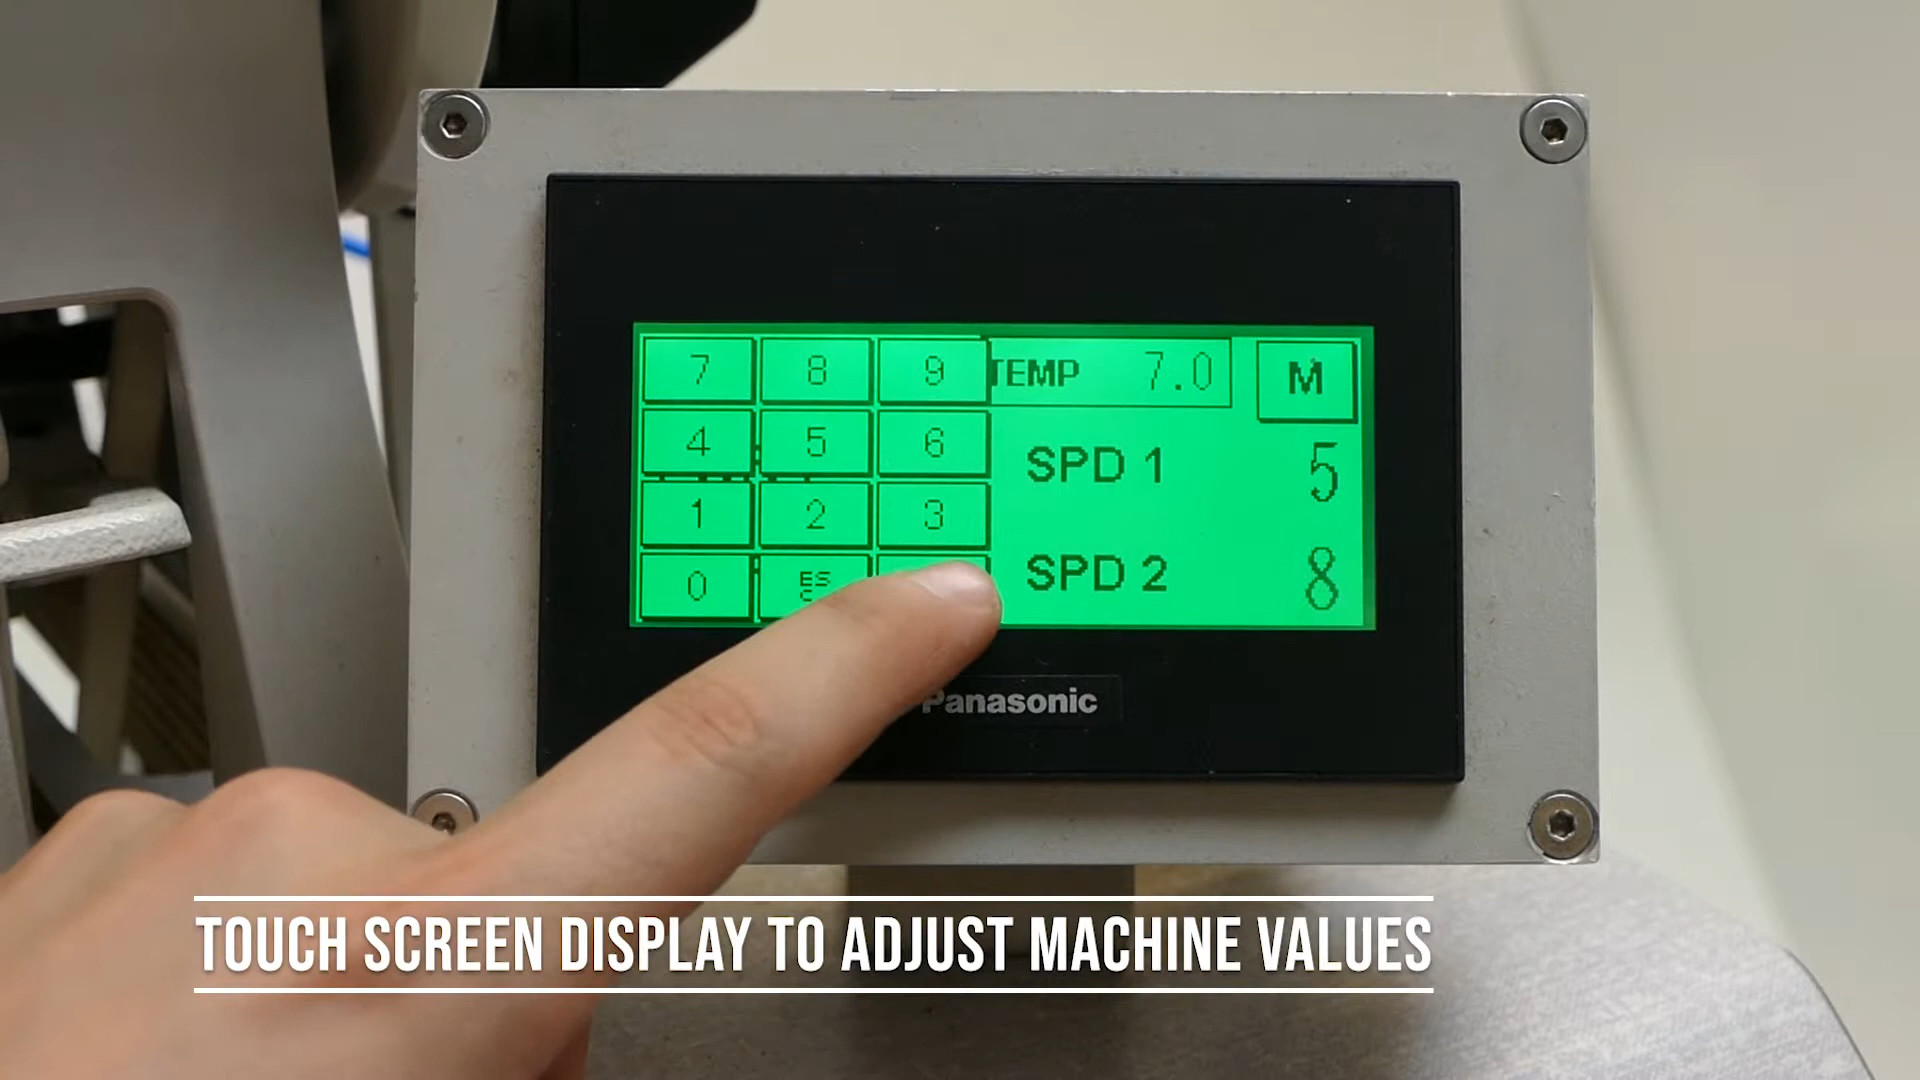 7 8 9 TEMP 7.0 M
4 5 6 SPD 1 5
1 2 3
0 ES SPD 2 8
Panasonic
TOUCH SCREEN DISPLAY TO ADJUST MACHINE VALUES